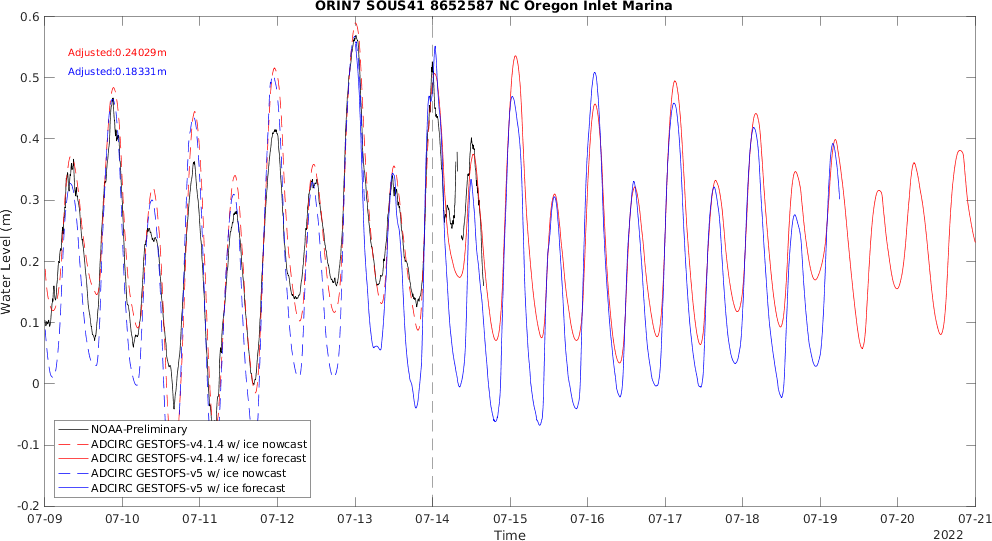 ORIN7 SOUS41 8652587 NC Oregon Inlet Marina
0.6
0.5
0.4
0.3
0.2
0.1
0
-0.1
-0.2
Water Level (m)
Adjusted:0.24029m
Adjusted:0.18331m
NOAA-Preliminary
ADCIRC GESTOFS-v4.1.4 w/ ice nowcast
ADCIRC GESTOFS-v4.1.4 w/ ice forecast
ADCIRC GESTOFS-v5 w/ ice nowcast
ADCIRC GESTOFS-v5 w/ ice forecast
07-09 07-10 07-11 07-12 07-13 07-14 07-15 07-16 07-17 07-18 07-19 07-20 07-21
Time
2022